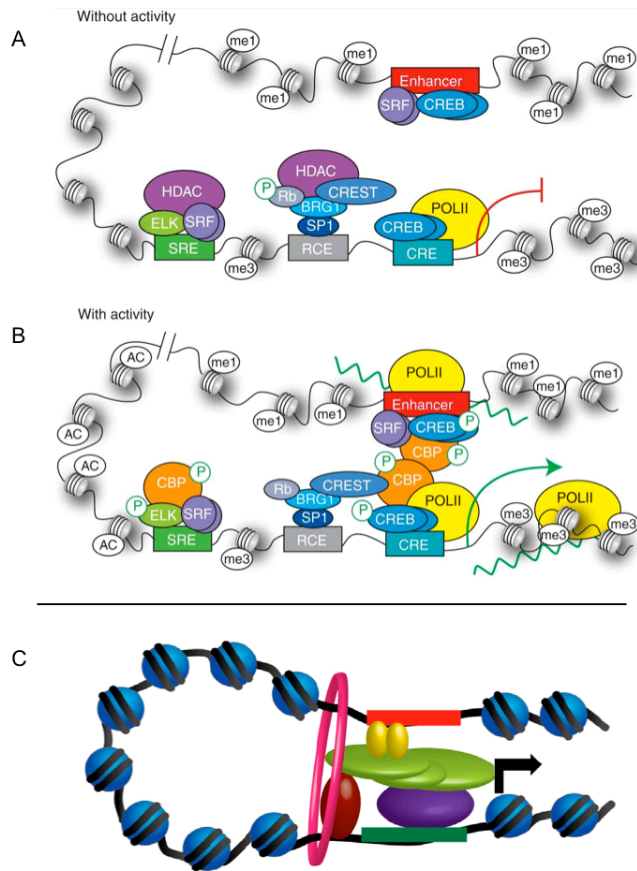 Without activity
A
me1
me1
me1
me1
me1
me1
Enhancer
SRF
CREB
HDAC
ELK
SRF
SRE
me3
HDAC
P
Rb
CREST
BRG1
SP1
RCE
POLII
CREB
CRE
me3
me3
me3
With activity
B
AC
AC
AC
AC
me1
me1
me1
POLII
Enhancer
me1
me1
me1
SRF
CREB
P
CBP
P
CBP
P
P
ELK
SRF
SRE
me3
Rb
CREST
BRG1
SP1
RCE
P
CBP
POLII
P
CREB
CRE
POLII
me3
me3
me3
C